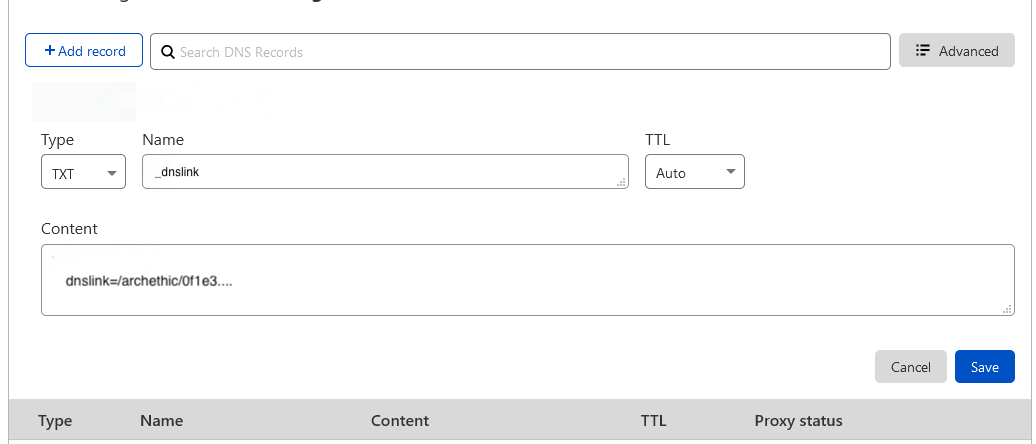 + Add record
Search DNS Records
Advanced
Type Name TTL
TXT _dnslink Auto
Content
dnslink=/archethic/0f1e3....
Cancel Save
Type Name Content TTL Proxy status